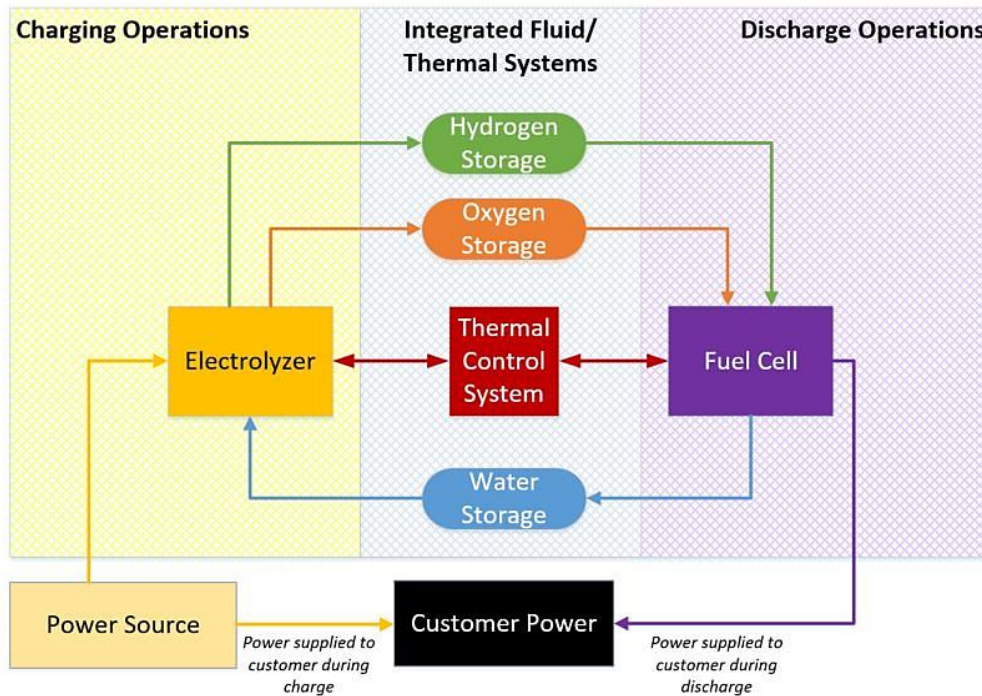 Charging Operations
Integrated Fluid/
Thermal Systems
Discharge Operations
Hydrogen
Storage
Oxygen
Storage
Electrolyzer
Thermal
Control
System
Fuel Cell
Water
Storage
Power Source
Power supplied to
customer during
charge
Customer Power
Power supplied to
customer during
discharge